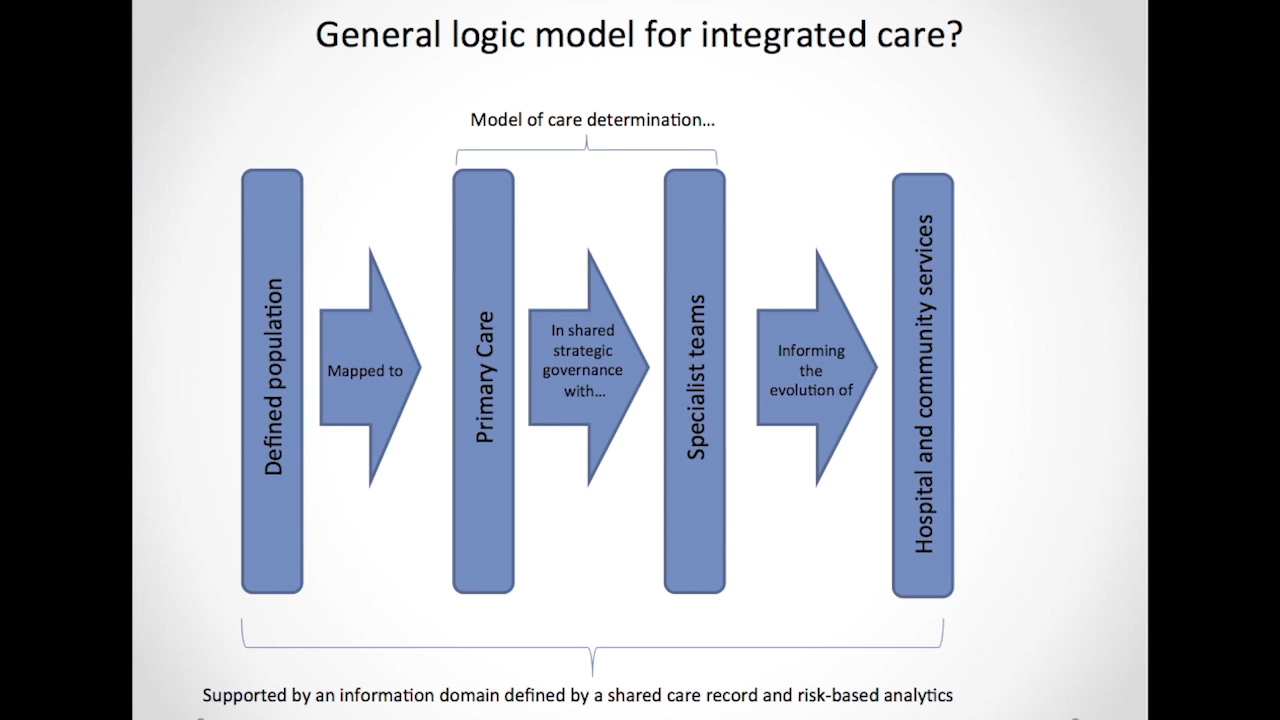 General logic model for integrated care?
Model of care determination...
Defined population
Mapped to
Primary Care
In shared
strategic
governance
with...
Specialist teams
Informing
the
evolution of
Hospital and community services
Supported by an information domain defined by a shared care record and risk-based analytics